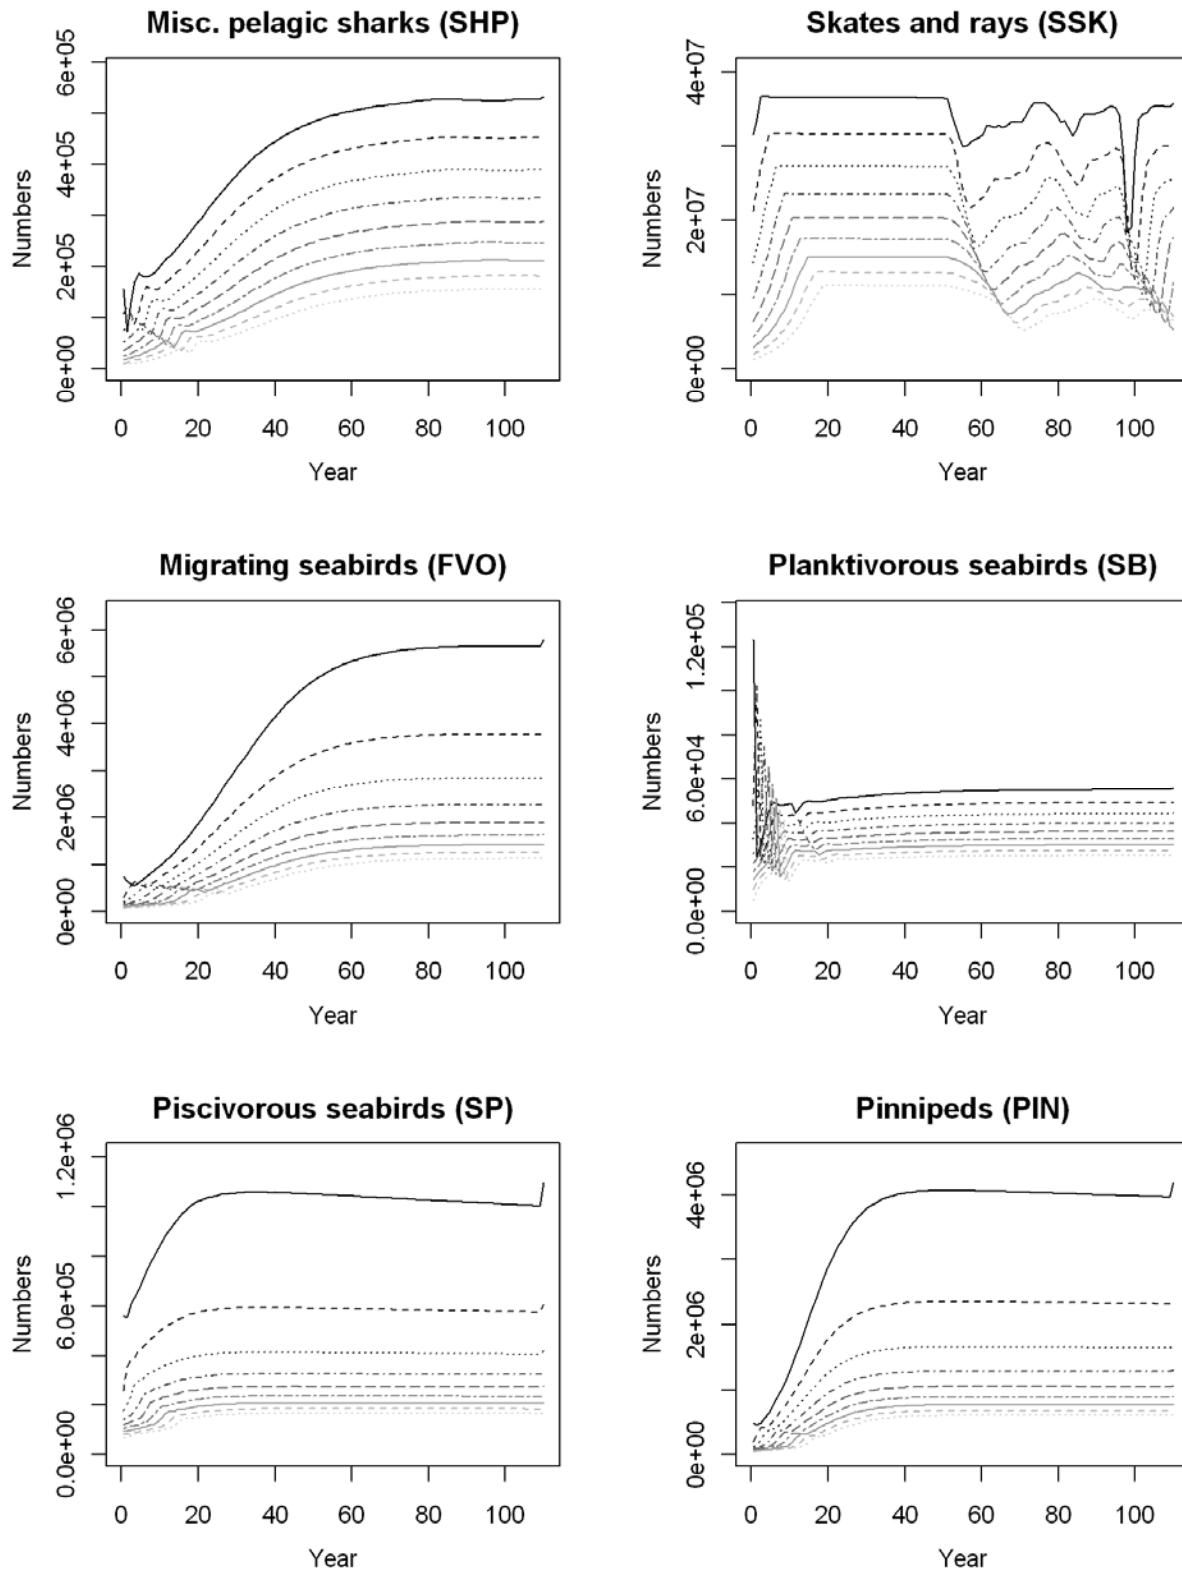 Misc. pelagic sharks (SHP)
Numbers
0e+00 2e+05 4e+05 6e+05
0 20 40 60 80 100
Year
Skates and rays (SSK)
Numbers
0e+00 2e+07 4e+07
0 20 40 60 80 100
Year
Migrating seabirds (FVO)
Numbers
0e+00 2e+06 4e+06 6e+06
0 20 40 60 80 100
Year
Planktivorous seabirds (SB)
Numbers
0.0e+00 6.0e+04 1.2e+05
0 20 40 60 80 100
Year
Piscivorous seabirds (SP)
Numbers
0.0e+00 6.0e+05 1.2e+06
0 20 40 60 80 100
Year
Pinnipeds (PIN)
Numbers
0e+00 2e+06 4e+06
0 20 40 60 80 100
Year